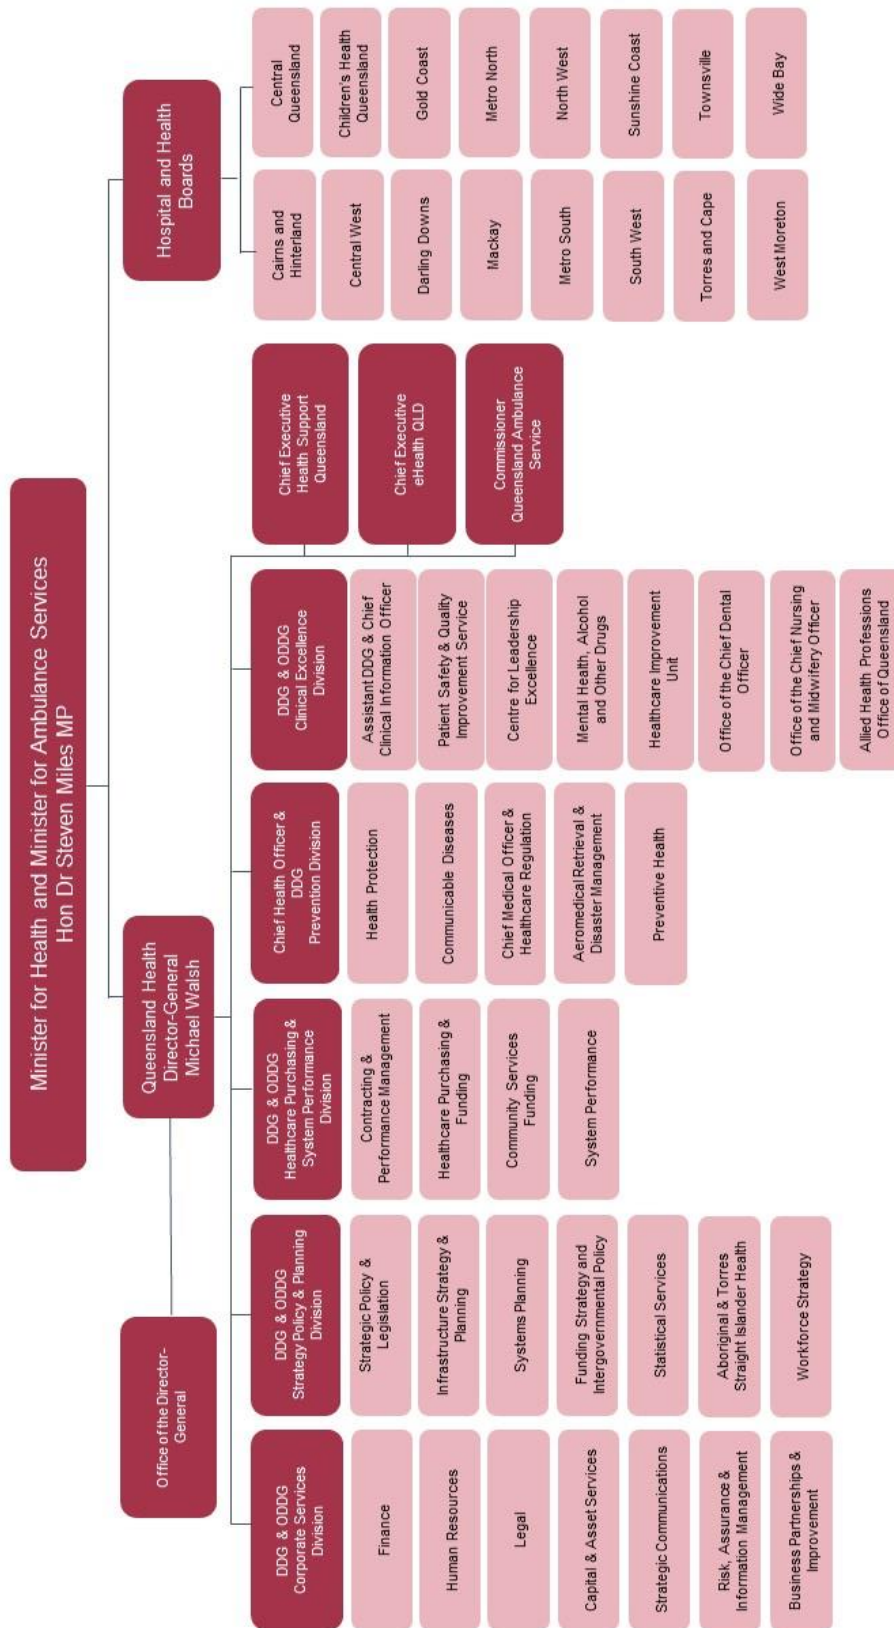 Minister for Health and Minister for Ambulance Services
Hon Dr Steven Miles MP
Office of the Director-
General
Queensland Health
Director-General
Michael Walsh
Hospital and Health
Boards
DDG & ODDG
Corporate Services
Division
Finance
Human Resources
Legal
Capital & Asset Services
Strategic Communications
Risk, Assurance &
Information Management
Business Partnerships &
Improvement
DDG & ODDG
Strategy Policy & Planning
Division
Strategic Policy &
Legislation
Infrastructure Strategy &
Planning
Systems Planning
Funding Strategy and
Intergovernmental Policy
Statistical Services
Aboriginal & Torres
Straight Islander Health
Workforce Strategy
DDG & ODDG
Healthcare Purchasing &
System Performance
Division
Contracting &
Performance Management
Healthcare Purchasing &
Funding
Community Services
Funding
System Performance
Chief Health Officer &
DDG
Prevention Division
Health Protection
Communicable Diseases
Chief Medical Officer &
Healthcare Regulation
Aeromedical Retrieval &
Disaster Management
Preventive Health
DDG & ODDG
Clinical Excellence
Division
Assistant DDG & Chief
Clinical Information Officer
Patient Safety & Quality
Improvement Service
Centre for Leadership
Excellence
Mental Health, Alcohol
and Other Drugs
Healthcare Improvement
Unit
Office of the Chief Dental
Officer
Office of the Chief Nursing
and Midwifery Officer
Allied Health Professions
Office of Queensland
Chief Executive
Health Support
Queensland
Chief Executive
eHealth QLD
Commissioner
Queensland Ambulance
Service
Cairns and
Hinterland
Central West
Darling Downs
Mackay
Metro South
South West
Torres and Cape
West Moreton
Central
Queensland
Children's Health
Queensland
Gold Coast
Metro North
North West
Sunshine Coast
Townsville
Wide Bay